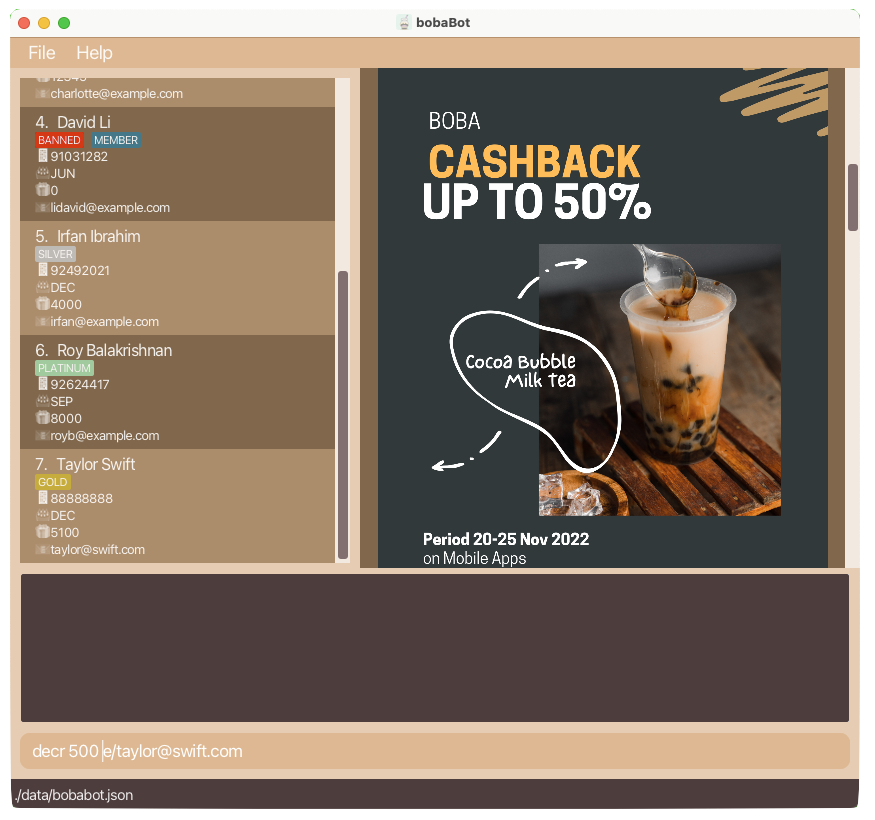 bobaBot
File Help
12345
charlotte@example.com
4. David Li
BANNED MEMBER
91031282
JUN
0
lidavid@example.com
5. Irfan Ibrahim
SILVER
92492021
DEC
4000
irfan@example.com
6. Roy Balakrishnan
PLATINUM
92624417
SEP
8000
royb@example.com
7. Taylor Swift
GOLD
88888888
DEC
5100
taylor@swift.com
BOBA
CASHBACK
UP TO 50%
Cocoa Bubble
Milk Tea
Period 20-25 Nov 2022
on Mobile Apps
decr 500 e/taylor@swift.com
./data/bobabot.json